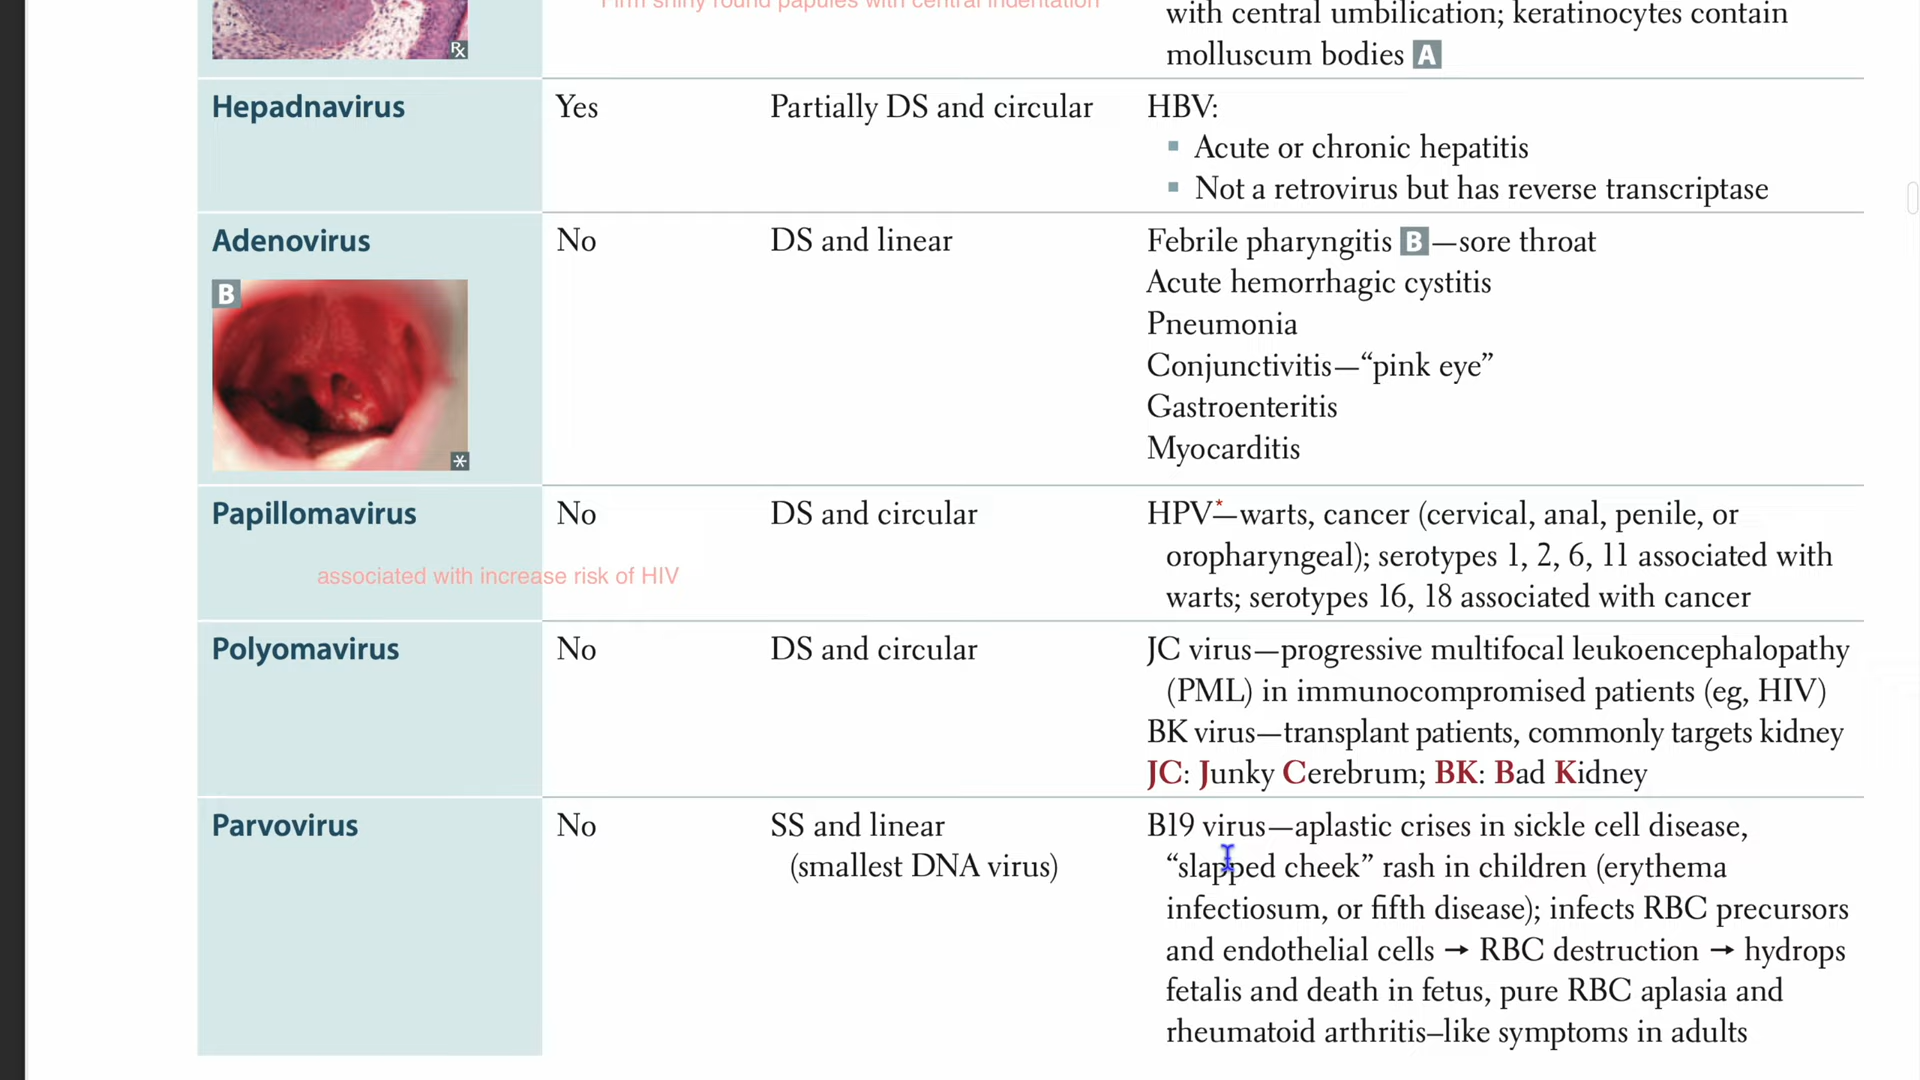 Firm shiny round papules with central indentation
with central umbilication; keratinocytes contain
molluscum bodies A
Rx
Hepadnavirus Yes Partially DS and circular HBV:
▪ Acute or chronic hepatitis
▪ Not a retrovirus but has reverse transcriptase
Adenovirus No DS and linear Febrile pharyngitis B—sore throat
Acute hemorrhagic cystitis
B
Pneumonia
Conjunctivitis—“pink eye”
Gastroenteritis
Myocarditis
*
Papillomavirus No DS and circular HPV*—warts, cancer (cervical, anal, penile, or
oropharyngeal); serotypes 1, 2, 6, 11 associated with
associated with increase risk of HIV
warts; serotypes 16, 18 associated with cancer
Polyomavirus No DS and circular JC virus—progressive multifocal leukoencephalopathy
(PML) in immunocompromised patients (eg, HIV)
BK virus—transplant patients, commonly targets kidney
JC: Junky Cerebrum; BK: Bad Kidney
Parvovirus No SS and linear B19 virus—aplastic crises in sickle cell disease,
(smallest DNA virus) “slapped cheek” rash in children (erythema
infectiosum, or fifth disease); infects RBC precursors
and endothelial cells → RBC destruction → hydrops
fetalis and death in fetus, pure RBC aplasia and
rheumatoid arthritis–like symptoms in adults